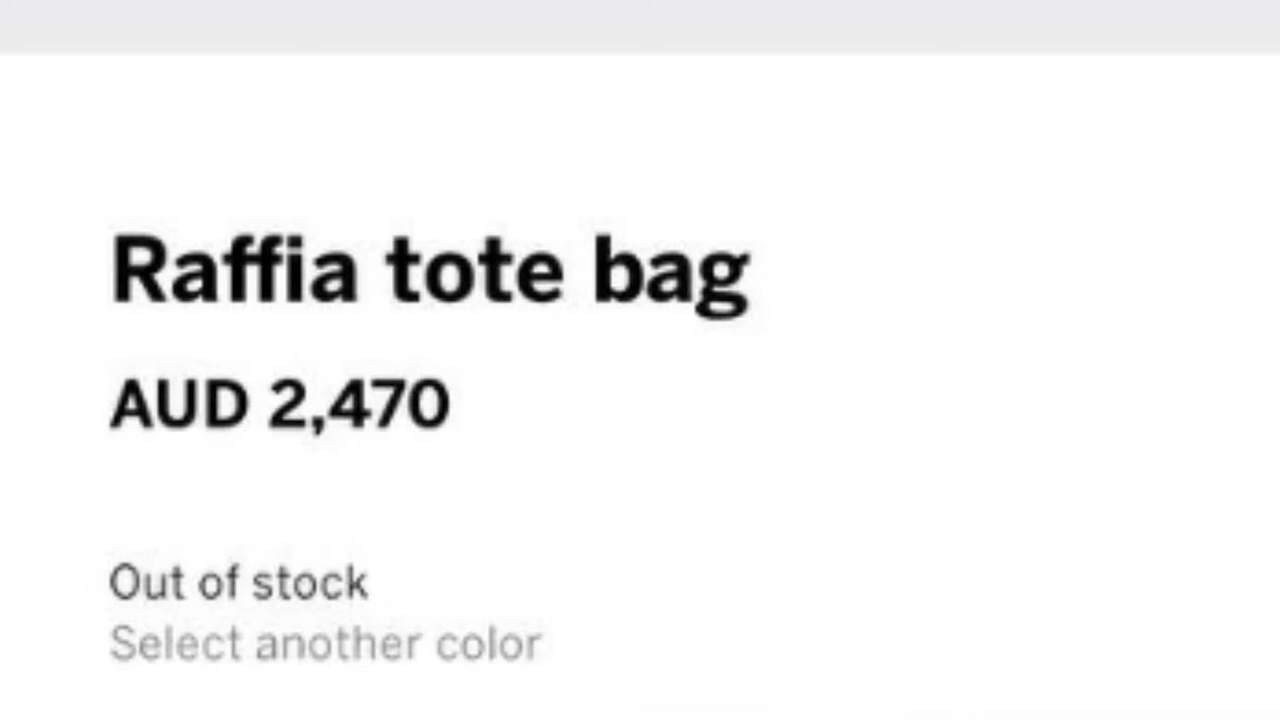 Raffia tote bag
AUD 2,470
Out of stock
Select another color